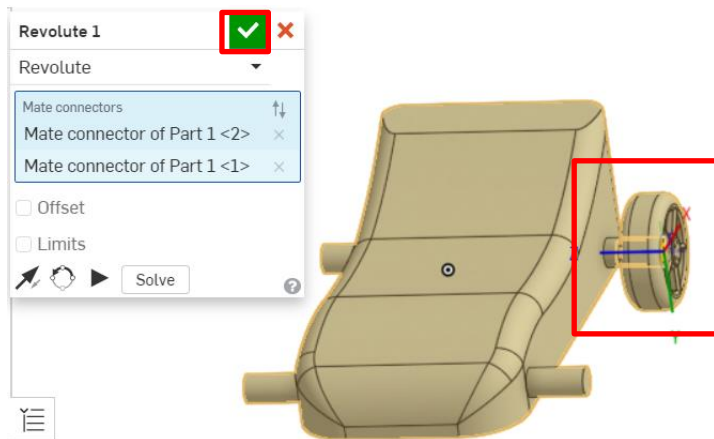 Revolute 1
Revolute
Mate connectors
Mate connector of Part 1 <2>
Mate connector of Part 1 <1>
Offset
Limits
Solve
X
Y